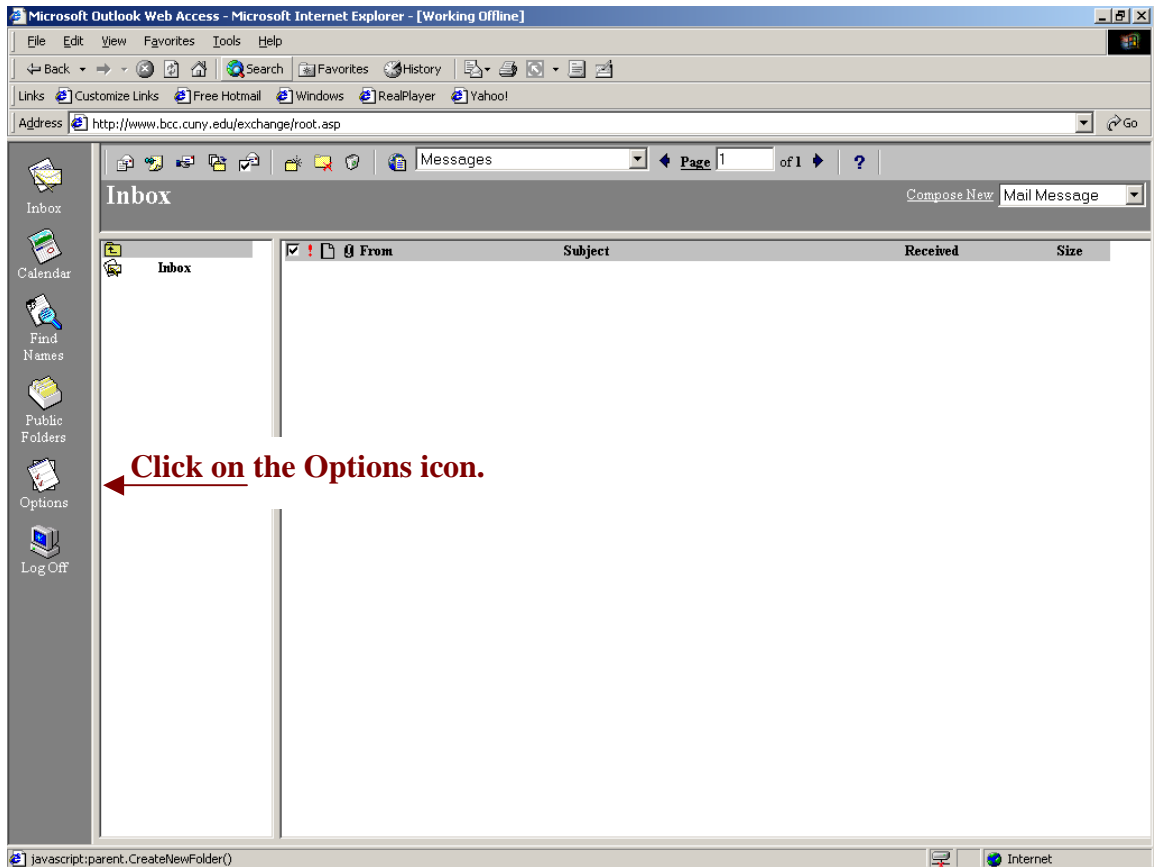 Microsoft Outlook Web Access - Microsoft Internet Explorer - [Working Offline]
File Edit View Favorites Tools Help
Back Search Favorites History
Links Customize Links Free Hotmail Windows RealPlayer Yahoo!
Address http://www.bcc.cuny.edu/exchange/root.asp Go
Messages Page 1 of 1 ?
Inbox Compose New Mail Message
Inbox
! From Subject Received Size
Inbox
Calendar
Find
Names
Public
Folders
Click on the Options icon.
Options
Log Off
javascript:parent.CreateNewFolder() Internet